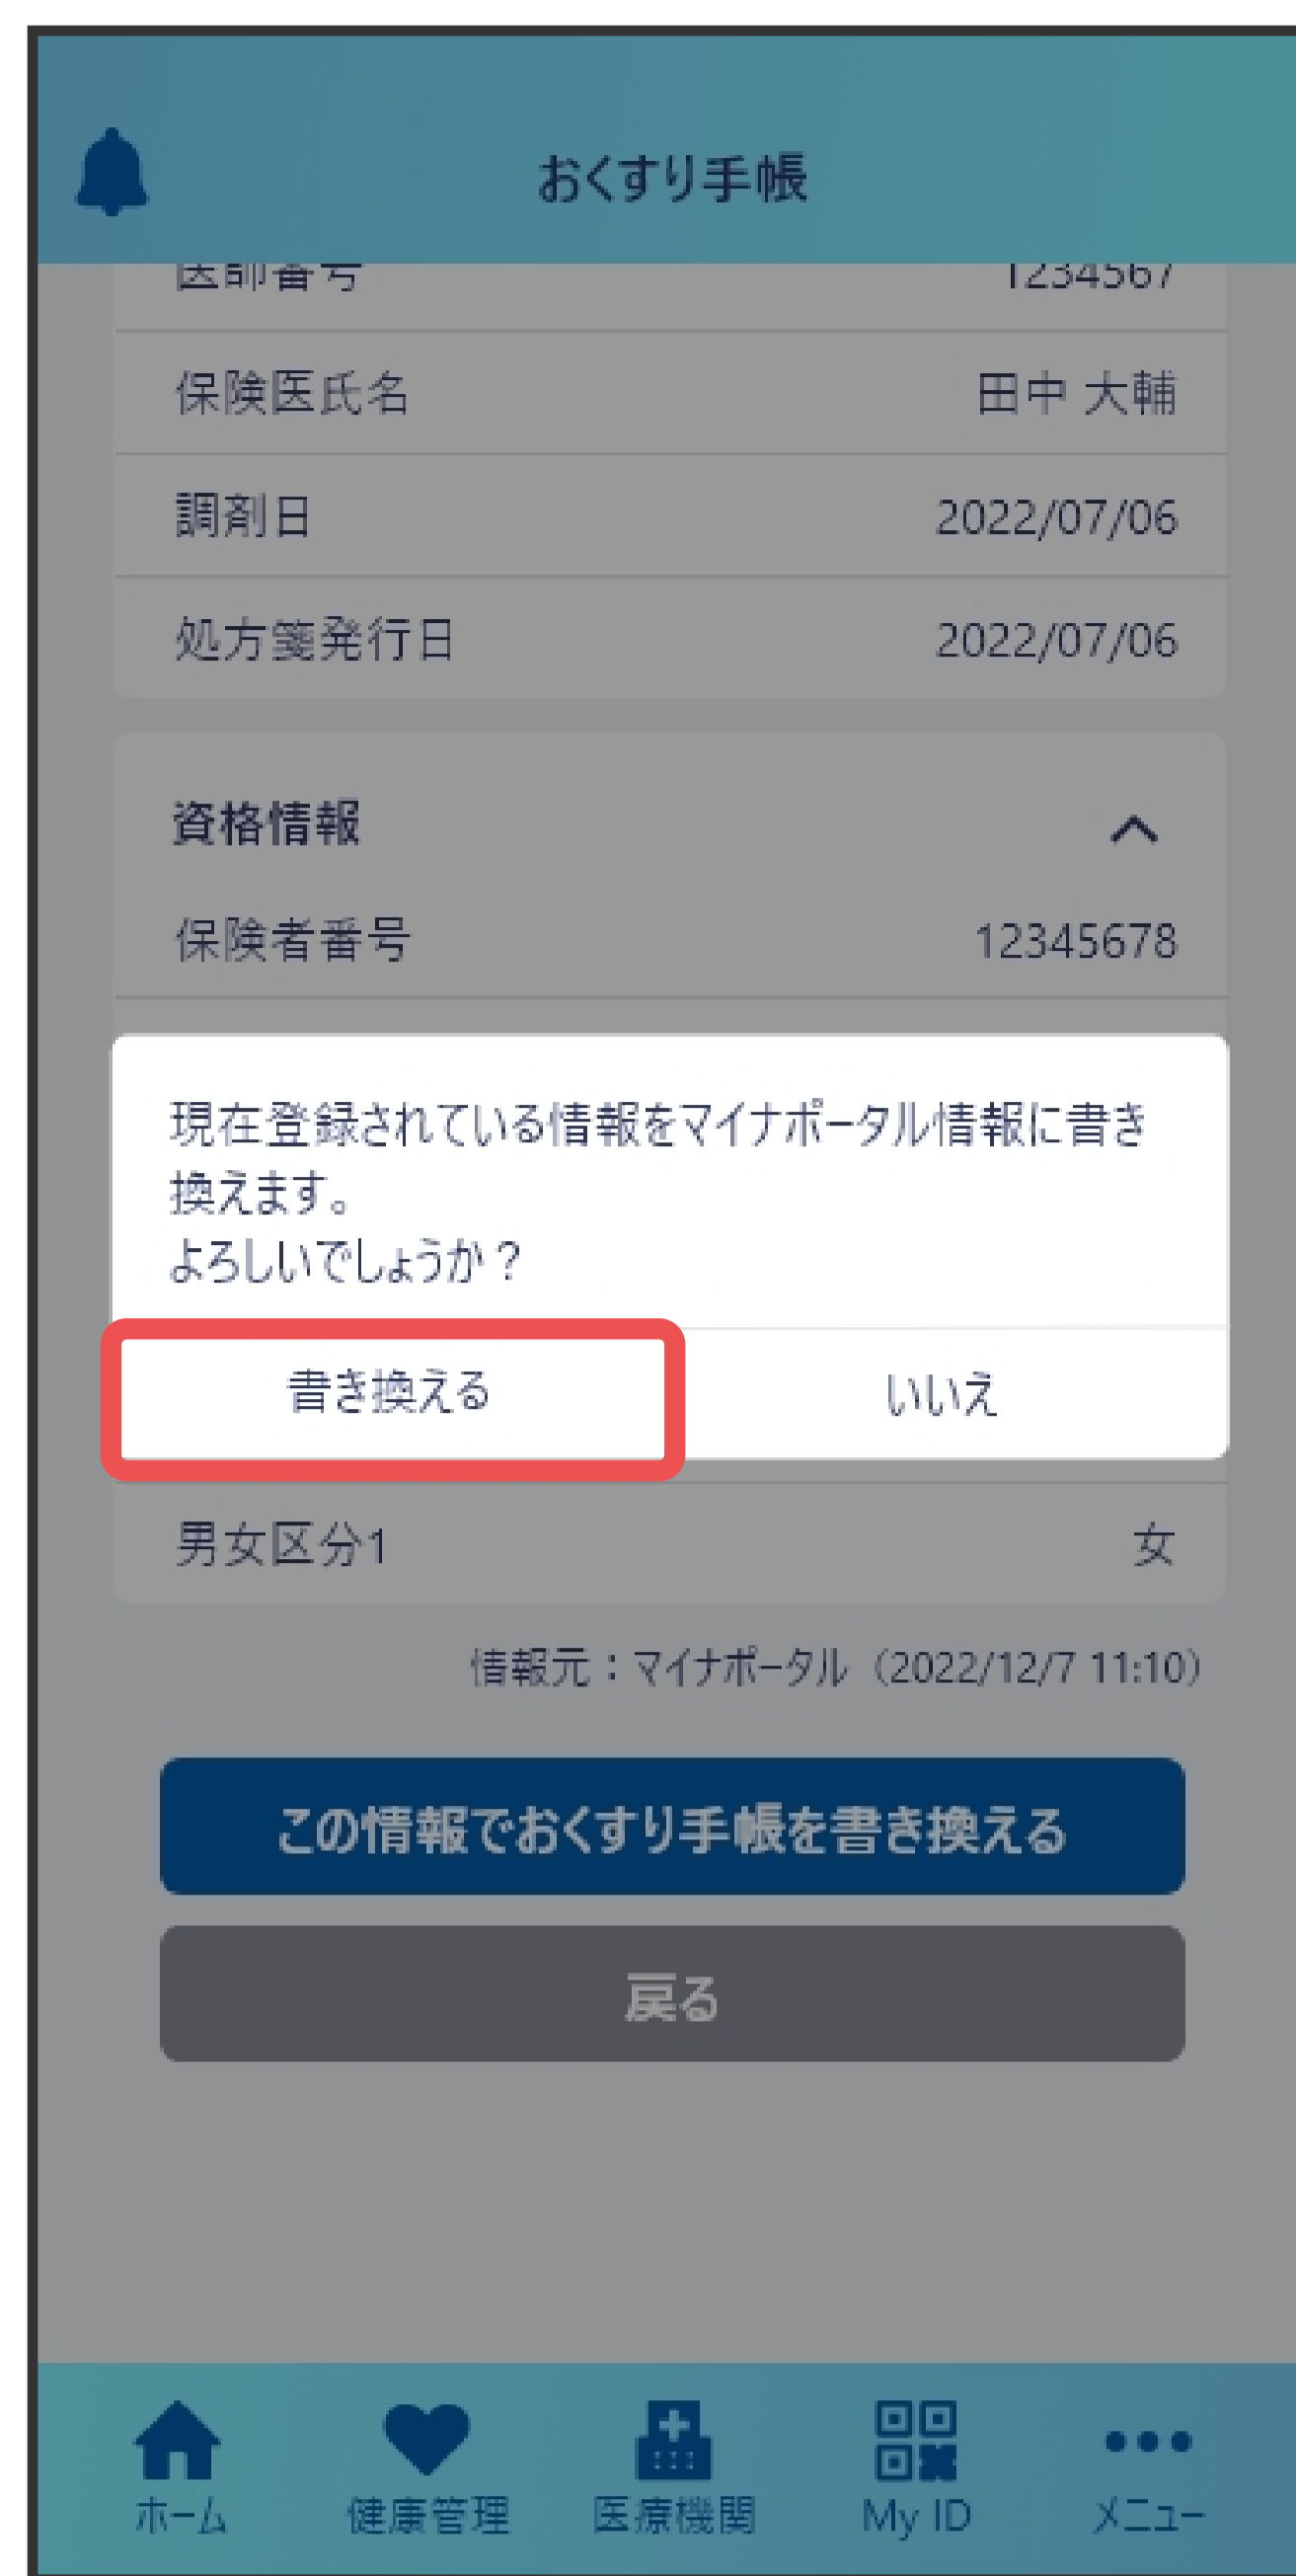 おくすり手帳
医師番号 1234567
保険医氏名 田中 大輔
調剤日 2022/07/06
処方箋発行日 2022/07/06
資格情報
保険者番号 12345678
現在登録されている情報をマイナポータル情報に書き
換えます。
よろしいでしょうか？
書き換える いいえ
男女区分1 女
情報元：マイナポータル（2022/12/7 11:10）
この情報でおくすり手帳を書き換える
戻る
ホーム 健康管理 医療機関 My ID メニュー